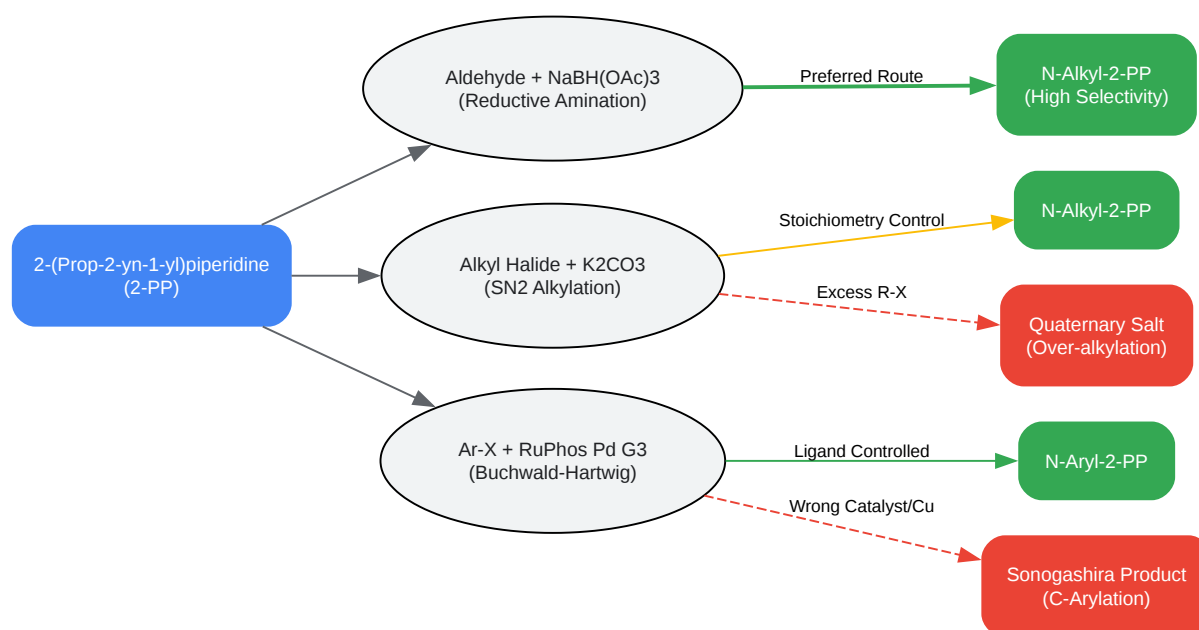 Aldehyde + NaBH(OAc)3
(Reductive Amination)
Preferred Route
N-Alkyl-2-PP
(High Selectivity)
2-(Prop-2-yn-1-yl)piperidine
(2-PP)
Alkyl Halide + K2CO3
(SN2 Alkylation)
Stoichiometry Control
N-Alkyl-2-PP
Excess R-X
Quaternary Salt
(Over-alkylation)
Ar-X + RuPhos Pd G3
(Buchwald-Hartwig)
Ligand Controlled
N-Aryl-2-PP
Wrong Catalyst/Cu
Sonogashira Product
(C-Arylation)